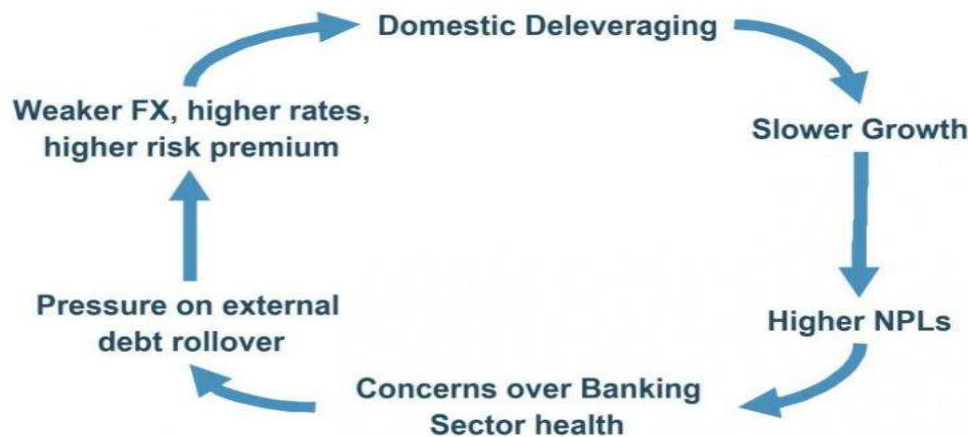 Domestic Deleveraging
Slower Growth
Higher NPLs
Concerns over Banking
Sector health
Pressure on external
debt rollover
Weaker FX, higher rates,
higher risk premium